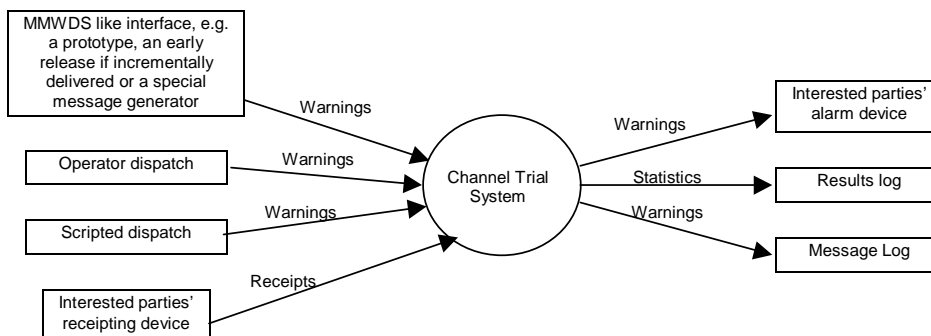 MMWDS like interface, e.g.
a prototype, an early
release if incrementally
delivered or a special
message generator
Warnings
Operator dispatch
Warnings
Scripted dispatch
Warnings
Interested parties'
receipting device
Receipts
Channel Trial
System
Warnings
Interested parties'
alarm device
Statistics
Results log
Warnings
Message Log